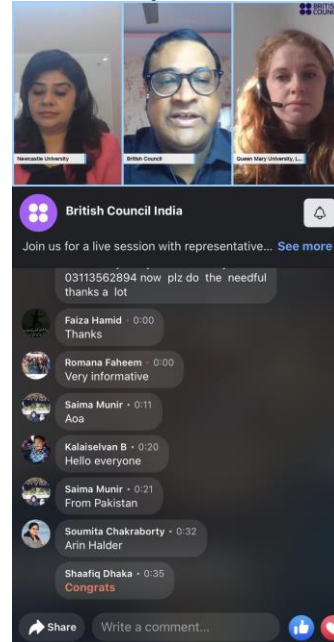 BRITISH
COUNCIL
Newcastle University
British Council
Queen Mary University, L...
British Council India
Join us for a live session with representative... See more
03113562894 now plz do the needful
thanks a lot
Faiza Hamid · 0:00
Thanks
Romana Faheem · 0:00
Very informative
Saima Munir · 0:11
Aoa
Kalaiselvan B · 0:20
Hello everyone
Saima Munir · 0:21
From Pakistan
Soumita Chakraborty · 0:32
Arin Halder
Shaafiq Dhaka · 0:35
Congrats
Share
Write a comment...